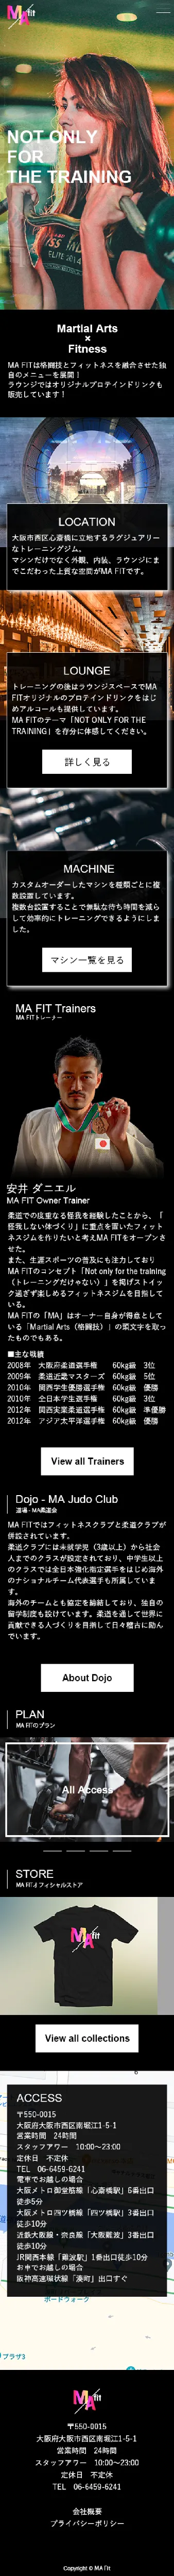 MA fit
NOT ONLY
FOR
THE TRAINING
Martial Arts
×
Fitness
MA FITは格闘技とフィットネスを融合させた独
自のメニューを展開！
ラウンジではオリジナルプロテインドリンクも
販売しています！
LOCATION
大阪市西区心斎橋に立地するラグジュアリー
なトレーニングジム。
マシンだけでなく外観、内装、ラウンジにま
でこだわった上質な空間がMA FITです。
LOUNGE
トレーニングの後はラウンジスペースでMA
FITオリジナルのプロテインドリンクをはじ
めアルコールも提供しています。
MA FITのテーマ「NOT ONLY FOR THE
TRAINING」を存分に体感してください。
詳しく見る
MACHINE
カスタムオーダーしたマシンを種類ごとに複
数設置しています。
複数台設置することで無駄な待ち時間を減ら
して効率的にトレーニングできるようにしま
した。
マシン一覧を見る
MA FIT Trainers
MA FITトレーナー
安井 ダニエル
MA FIT Owner Trainer
柔道での度重なる怪我を経験したことから、「
怪我しない体づくり」に重点を置いたフィット
ネスジムを作りたいと考えMA FITをオープンさ
せた。
また、生涯スポーツの普及にも注力しており
MA FITのコンセプト「Not only for the training
（トレーニングだけじゃない）」を掲げストイッ
ク過ぎず楽しめるフィットネスジムを目指して
いる。
MA FITの「MA」はオーナー自身が得意として
いる「Martial Arts（格闘技）」の頭文字を取っ
たものでもある。
■主な戦績
2008年 大阪府柔道選手権 60kg級 3位
2009年 柔道近畿マスターズ 60kg級 5位
2010年 関西学生優勝選手権 60kg級 優勝
2010年 全日本学生選手権 60kg級 3位
2012年 関西実業柔道選手権 60kg級 準優勝
2012年 アジア太平洋選手権 60kg級 優勝
View all Trainers
Dojo - MA Judo Club
道場 - MA柔道会
MA FITではフィットネスクラブと柔道クラブが
併設されています。
柔道クラブには未就学児（3歳以上）から社会
人までのクラスが設定されており、中学生以上
のクラスでは全日本強化指定選手をはじめ海外
のナショナルチーム代表選手も所属していま
す。
海外のチームとも協定を締結しており、独自の
留学制度も設けています。柔道を通して世界に
貢献できる人づくりを目指して日々稽古に励ん
でいます。
About Dojo
PLAN
MA FITのプラン
All Access
STORE
MA FITオフィシャルストア
MA fit
View all collections
ACCESS
〒550-0015
大阪府大阪市西区南堀江1-5-1
営業時間 24時間
スタッフアワー 10:00〜23:00
定休日 不定休
TEL 06-6459-6241
電車でお越しの場合
大阪メトロ御堂筋線「心斎橋駅」5番出口
徒歩5分
大阪メトロ四ツ橋線「四ツ橋駅」3番出口
徒歩10分
近鉄大阪線・奈良線「大阪難波」3番出口
徒歩10分
JR関西本線「難波駅」1番出口徒歩10分
お車でお越しの場合
阪神高速環状線「湊町」出口すぐ
ボードウォーク
プラザ3
MA fit
〒550-0015
大阪府大阪市西区南堀江1-5-1
営業時間 24時間
スタッフアワー 10:00〜23:00
定休日 不定休
TEL 06-6459-6241
会社概要
プライバシーポリシー
Copyright © MA fit